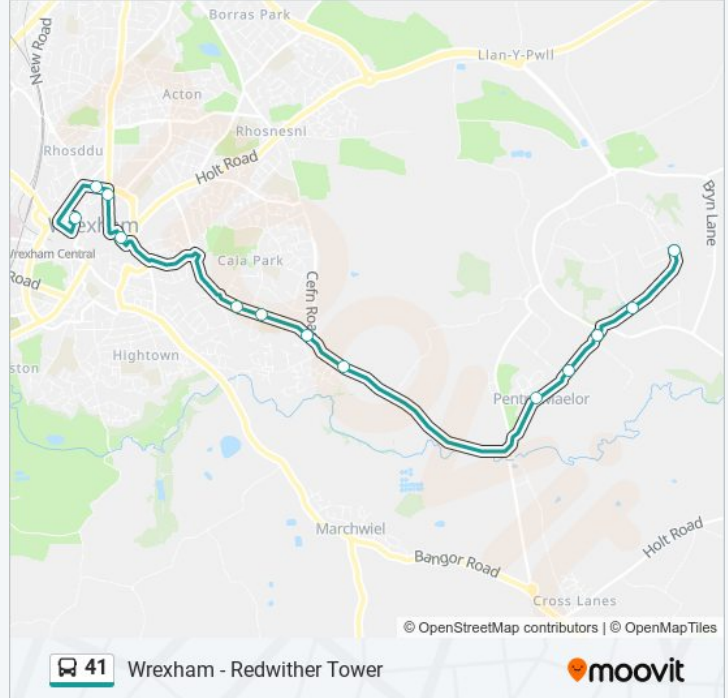 Borras Park
New Road
Llan-Y-Pwll
Acton
Rhosnesni
Rhosddu
Holt Road
Bryn Lane
Wrexham
Wrexham Central
Caia Park
Road
Cefn Road
Hightown
Pentre Maelor
Marchwiel
Holt Road
Bangor Road
Cross Lanes
© OpenStreetMap contributors | © OpenMapTiles
41 Wrexham - Redwither Tower
moovit